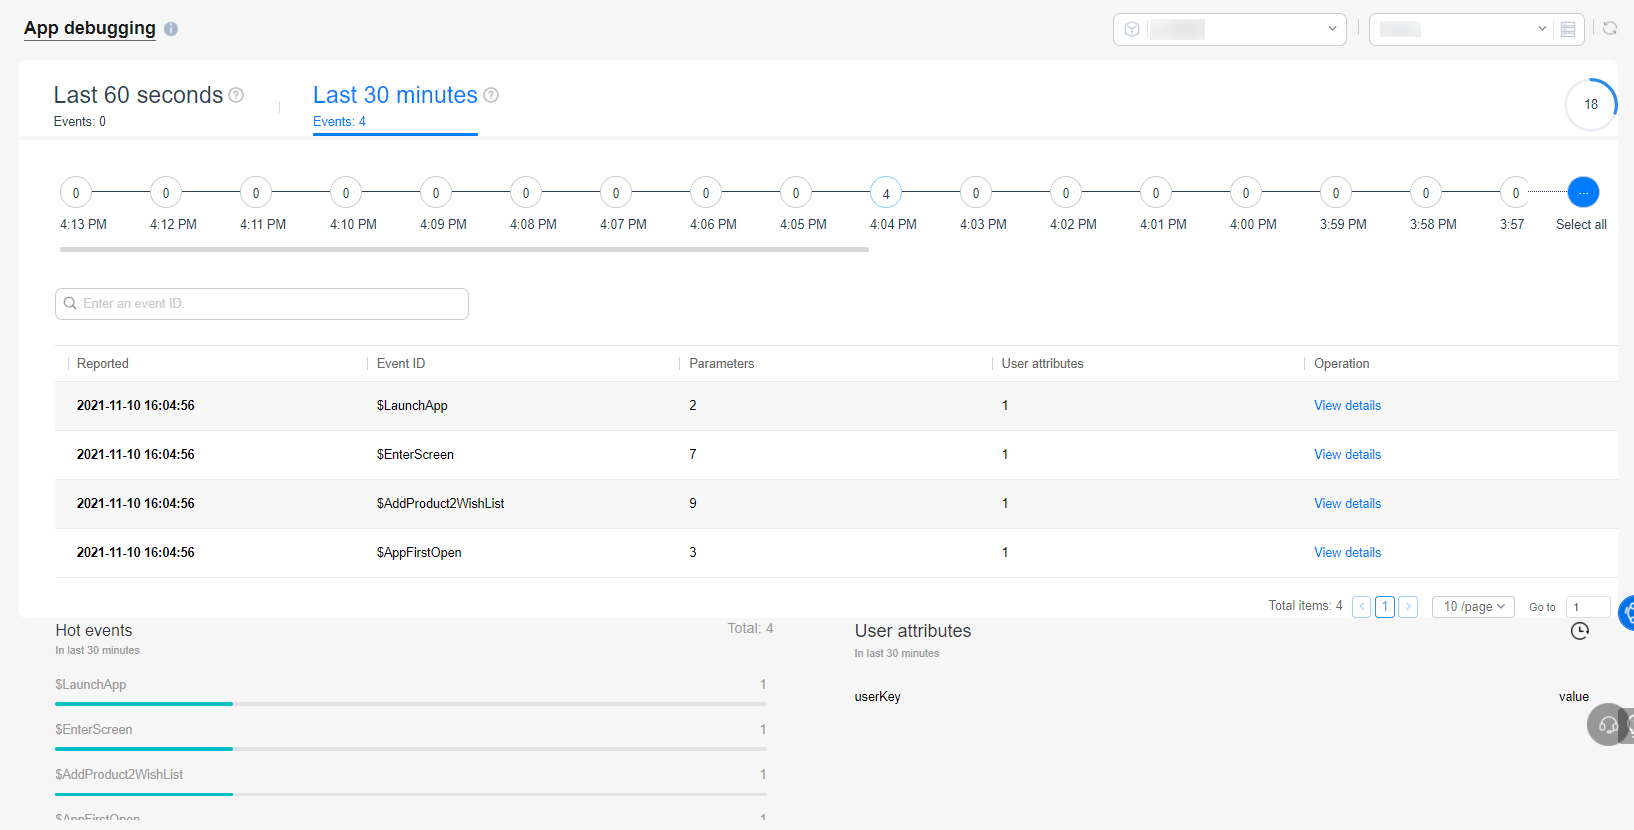 App debugging
Last 60 seconds
Last 30 minutes
Events: 0
Events: 4
18
0 0 0 0 0 0 0 0 0 4 0 0 0 0 0 0 0 ...
4:13 PM 4:12 PM 4:11 PM 4:10 PM 4:09 PM 4:08 PM 4:07 PM 4:06 PM 4:05 PM 4:04 PM 4:03 PM 4:02 PM 4:01 PM 4:00 PM 3:59 PM 3:58 PM 3:57 Select all
Enter an event ID.
Reported Event ID Parameters User attributes Operation
2021-11-10 16:04:56 $LaunchApp 2 1 View details
2021-11-10 16:04:56 $EnterScreen 7 1 View details
2021-11-10 16:04:56 $AddProduct2WishList 9 1 View details
2021-11-10 16:04:56 $AppFirstOpen 3 1 View details
Total items: 4 < 1 > 10 /page Go to 1
Hot events Total: 4
In last 30 minutes
$LaunchApp 1
$EnterScreen 1
$AddProduct2WishList 1
$AppFirstOpen 1
User attributes
In last 30 minutes
userKey value